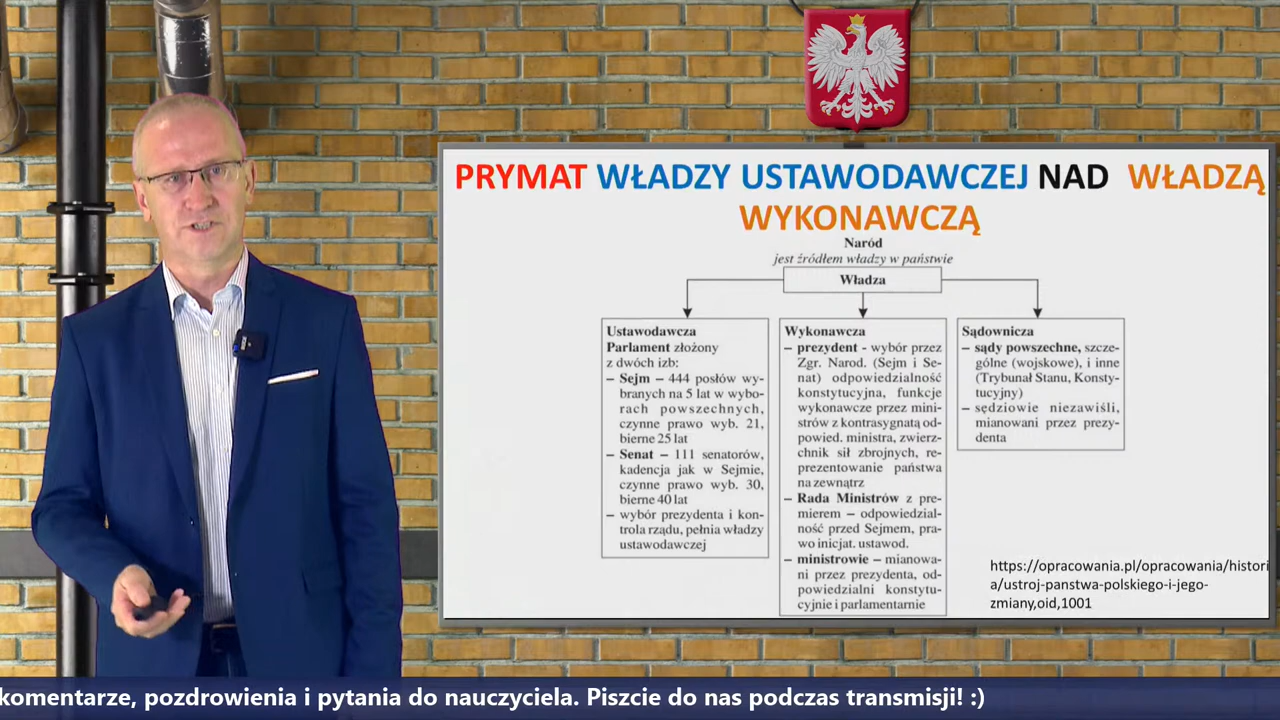 PRYMAT WŁADZY USTAWODAWCZEJ NAD WŁADZĄ
WYKONAWCZĄ
Naród
jest źródłem władzy w państwie
Władza
Ustawodawcza
Parlament złożony
z dwóch izb:
– Sejm – 444 posłów wy-
branych na 5 lat w wybo-
rach powszechnych,
czynne prawo wyb. 21,
bierne 25 lat
– Senat – 111 senatorów,
kadencja jak w Sejmie,
czynne prawo wyb. 30,
bierne 40 lat
– wybór prezydenta i kon-
trola rządu, pełnia władzy
ustawodawczej
Wykonawcza
– prezydent - wybór przez
Zgr. Narod. (Sejm i Se-
nat) odpowiedzialność
konstytucyjna, funkcje
wykonawcze przez mini-
strów z kontrasygnatą od-
powied. ministra, zwierz-
chnik sił zbrojnych, re-
prezentowanie państwa
na zewnątrz
– Rada Ministrów z pre-
mierem – odpowiedzial-
ność przed Sejmem, pra-
wo inicjat. ustawod.
– ministrowie – mianowa-
ni przez prezydenta, od-
powiedzialni konstytu-
cyjnie i parlamentarnie
Sądownicza
– sądy powszechne, szcze-
gólne (wojskowe), i inne
(Trybunał Stanu, Konsty-
tucyjny)
– sędziowie niezawiśli,
mianowani przez prezy-
denta
https://opracowania.pl/opracowania/histori
a/ustroj-panstwa-polskiego-i-jego-
zmiany,oid,1001
komentarze, pozdrowienia i pytania do nauczyciela. Piszcie do nas podczas transmisji! :)